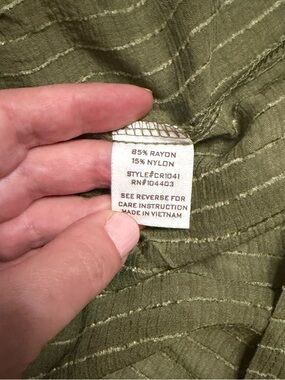 85% RAYON
15% NYLON
STYLE#CR1041
RN#104403
SEE REVERSE FOR
CARE INSTRUCTION
MADE IN VIETNAM